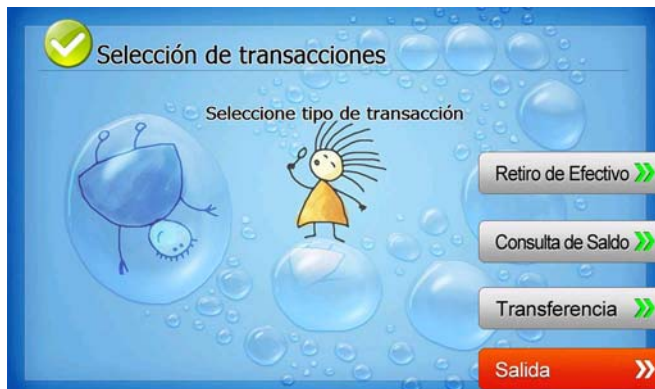 Selección de transacciones
Seleccione tipo de transacción
Retiro de Efectivo
Consulta de Saldo
Transferencia
Salida